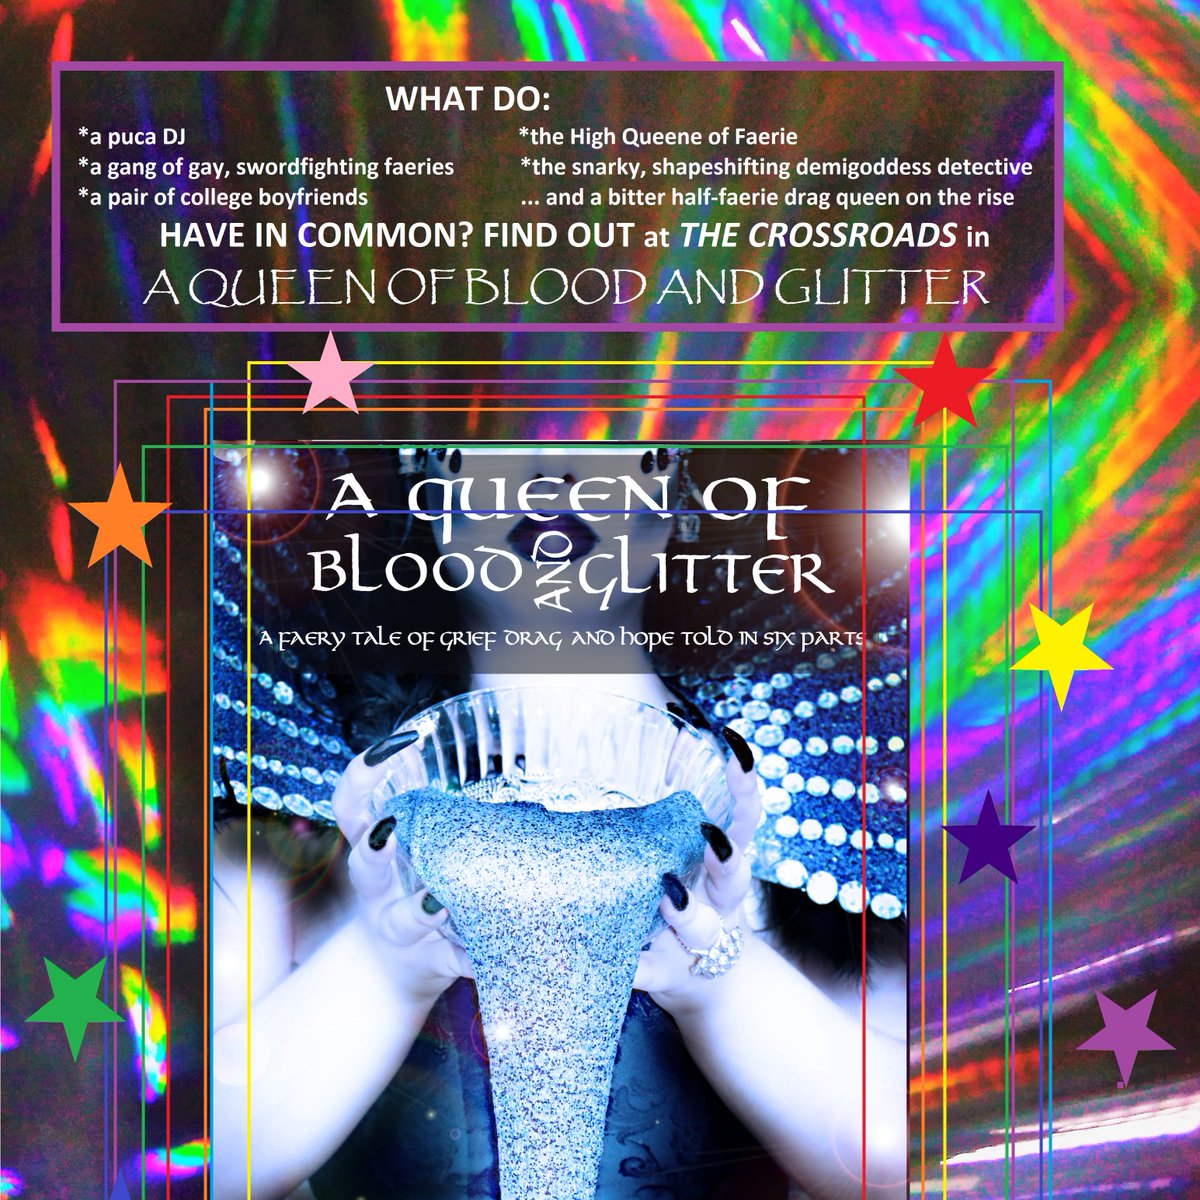 WHAT DO:
*a puca DJ
*a gang of gay, swordfighting faeries
*a pair of college boyfriends
*the High Queene of Faerie
*the snarky, shapeshifting demigoddess detective
... and a bitter half-faerie drag queen on the rise
HAVE IN COMMON? FIND OUT at THE CROSSROADS in
A QUEEN OF BLOOD AND GLITTER
A QUEEN OF
BLOOD AND GLITTER
A FAERY TALE OF GRIEF DRAG AND HOPE TOLD IN SIX PARTS